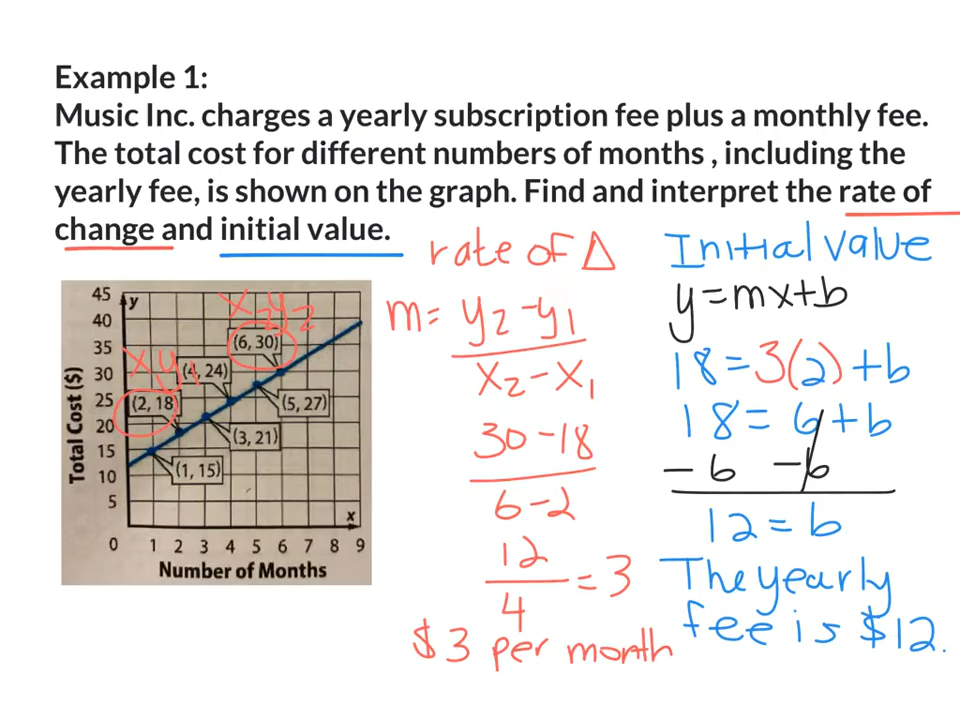 Example 1:
Music Inc. charges a yearly subscription fee plus a monthly fee.
The total cost for different numbers of months , including the
yearly fee, is shown on the graph. Find and interpret the rate of
change and initial value.
rate of Δ
m = y2 - y1
x2 - x1
30 - 18
6 - 2
12
4
= 3
$3 per month
Initial value
y = mx + b
18 = 3(2) + b
18 = 6 + b
- 6 - 6
12 = b
The yearly
fee is $12.
45
40
35
30
25
20
15
10
5
0 1 2 3 4 5 6 7 8 9
y
x
Total Cost ($)
Number of Months
x2 y2
(6, 30)
x y1
(4, 24)
(2, 18)
(5, 27)
(3, 21)
(1, 15)